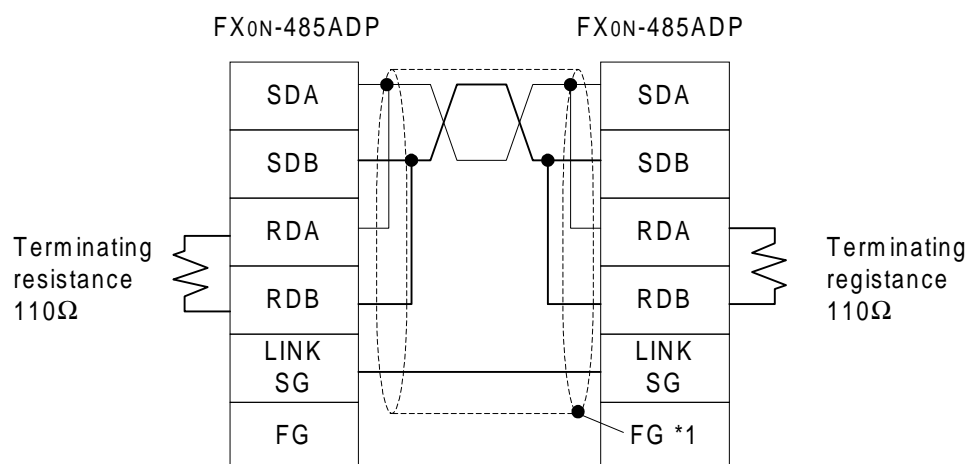 FX0N-485ADP
FX0N-485ADP
SDA
SDA
SDB
SDB
RDA
RDA
Terminating
resistance
110Ω
Terminating
registance
110Ω
RDB
RDB
LINK
SG
LINK
SG
FG
FG *1